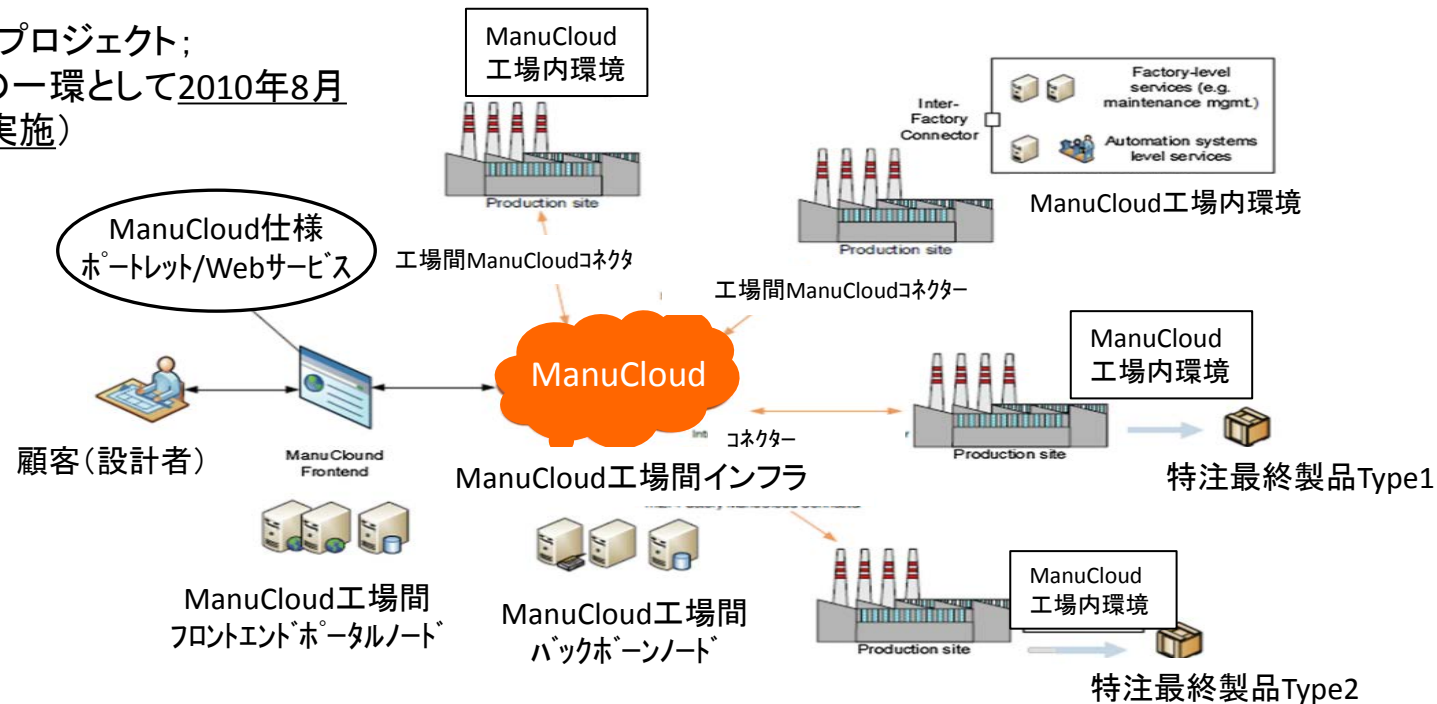 プロジェクト;
の一環として2010年8月
実施)
ManuCloud
工場内環境
Production site
Inter-
Factory
Connector
Factory-level
services (e.g.
maintenance mgmt.)
Automation systems
level services
ManuCloud工場内環境
Production site
ManuCloud仕様
ポートレット/Webサービス
工場間ManuCloudコネクタ
工場間ManuCloudコネクター
ManuCloud
ManuCloud
工場内環境
顧客(設計者)
ManuClound
Frontend
コネクター
Production site
ManuCloud工場間インフラ
特注最終製品Type1
ManuCloud工場間
フロントエンドポータルノード
ManuCloud工場間
バックボーンノード
ManuCloud
工場内環境
Production site
特注最終製品Type2